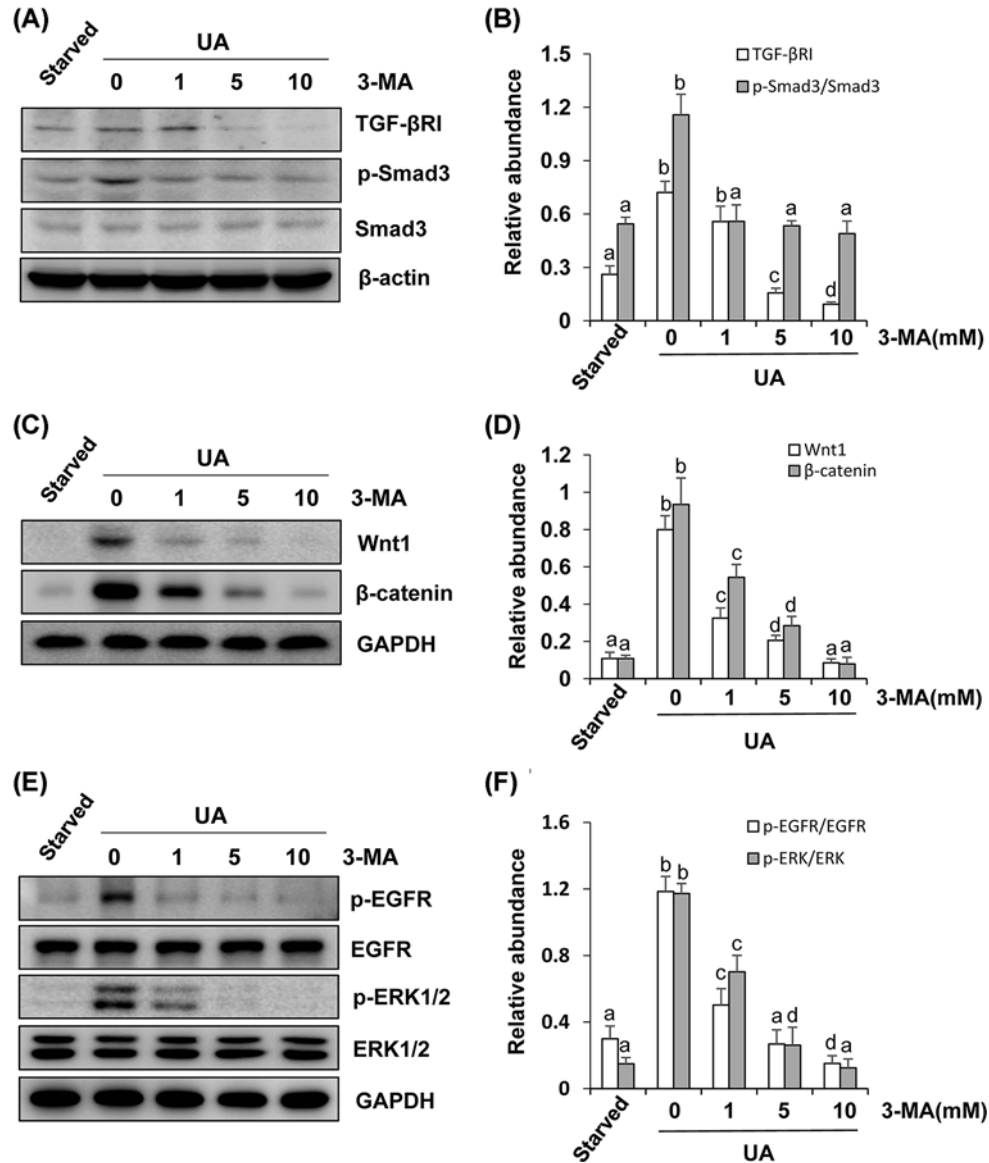 (A)
Starved
UA
0 1 5 10 3-MA
TGF-βRI
p-Smad3
Smad3
β-actin
(B)
TGF-βRI
p-Smad3/Smad3
Relative abundance
1.5
1.2
0.9
0.6
0.3
0
a a b b b a c a d a
Starved 0 1 5 10 3-MA(mM)
UA
(C)
Starved
UA
0 1 5 10 3-MA
Wnt1
β-catenin
GAPDH
(D)
Wnt1
β-catenin
Relative abundance
1.2
1
0.8
0.6
0.4
0.2
0
a a b b c c d d a a
Starved 0 1 5 10 3-MA(mM)
UA
(E)
Starved
UA
0 1 5 10 3-MA
p-EGFR
EGFR
p-ERK1/2
ERK1/2
GAPDH
(F)
p-EGFR/EGFR
p-ERK/ERK
Relative abundance
1.6
1.2
0.8
0.4
0
a a b b c c a d d a
Starved 0 1 5 10 3-MA(mM)
UA